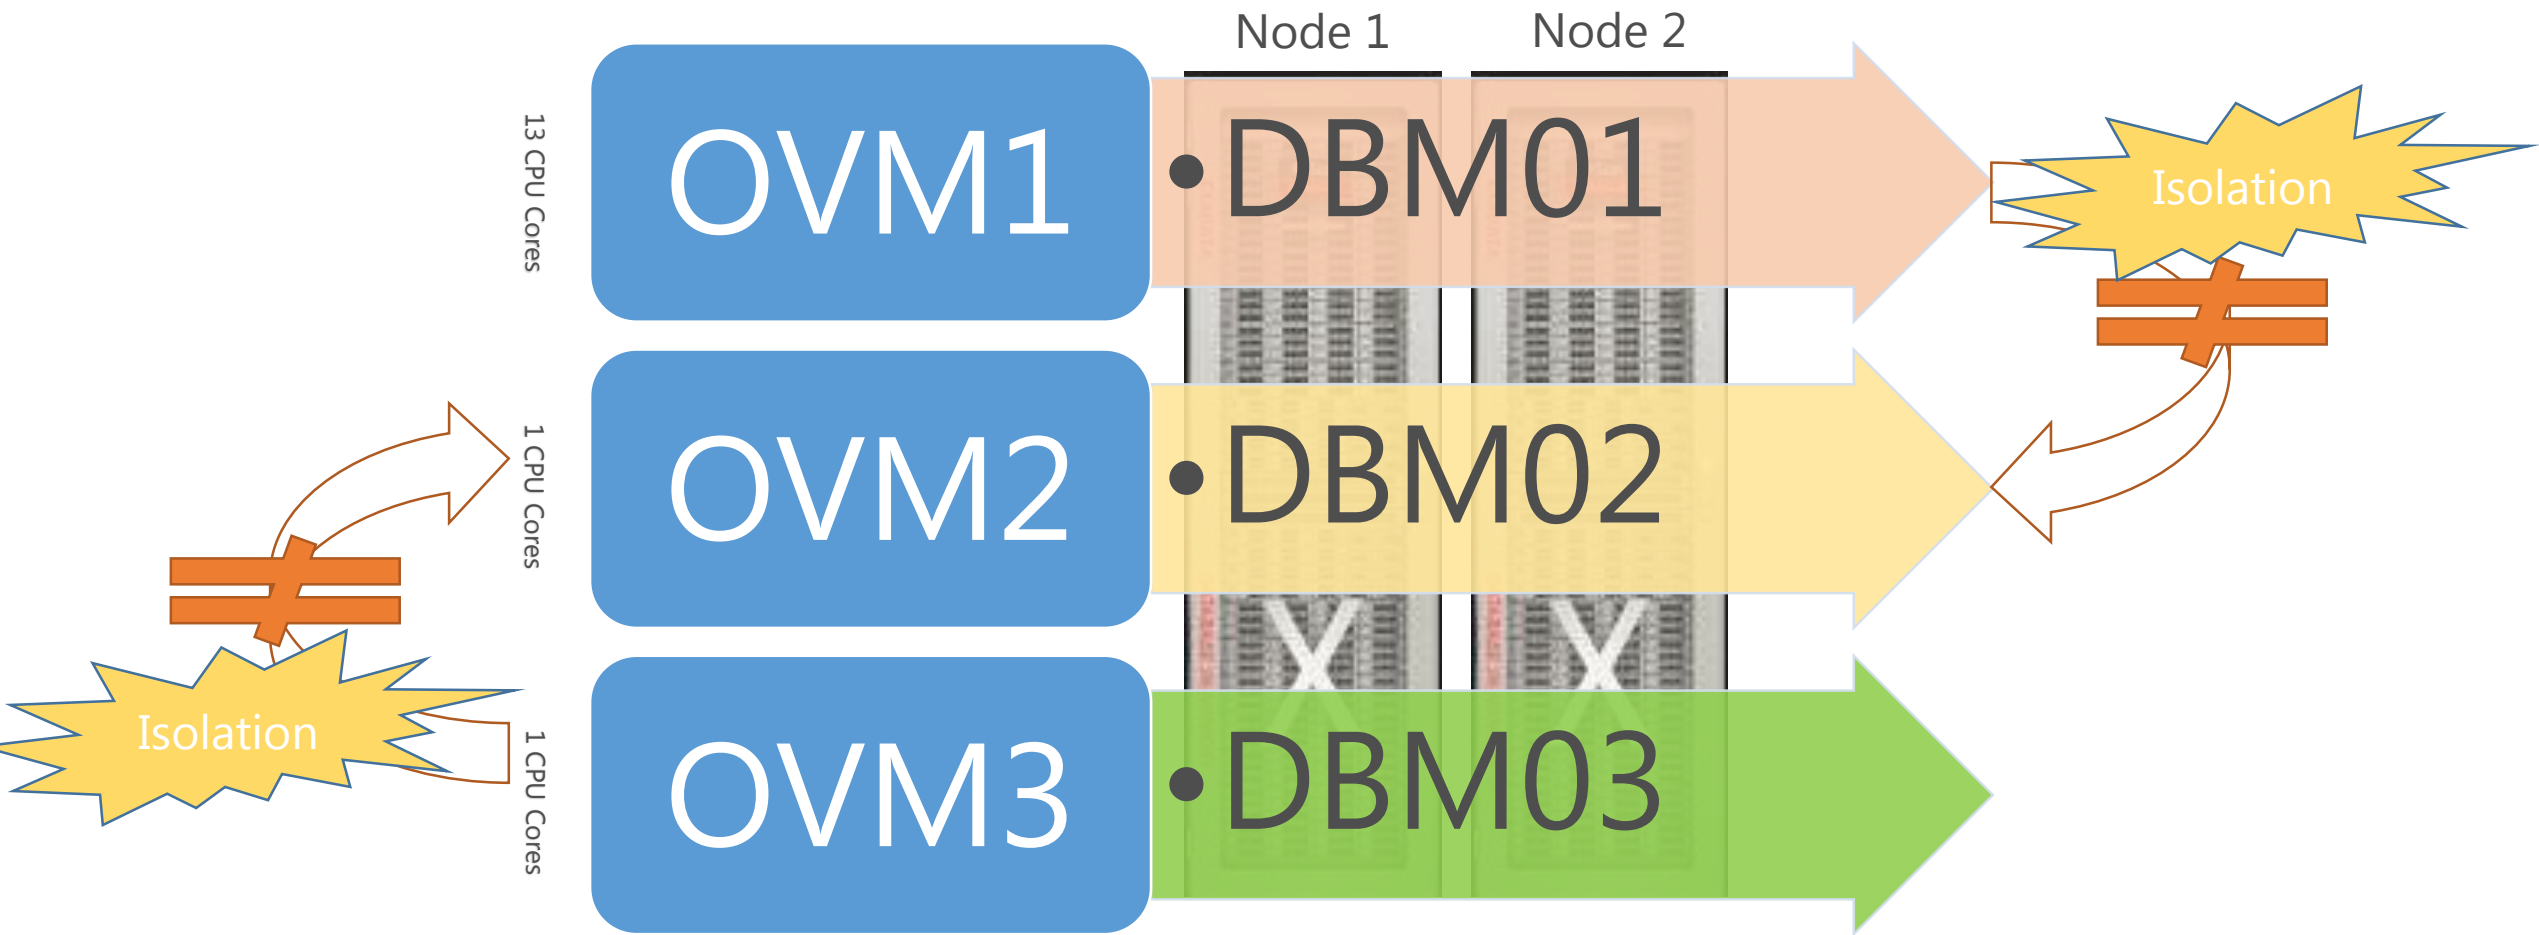 Node 1
Node 2
13 CPU Cores
OVM1
•DBM01
Isolation
1 CPU Cores
OVM2
•DBM02
Isolation
1 CPU Cores
OVM3
•DBM03
X
X